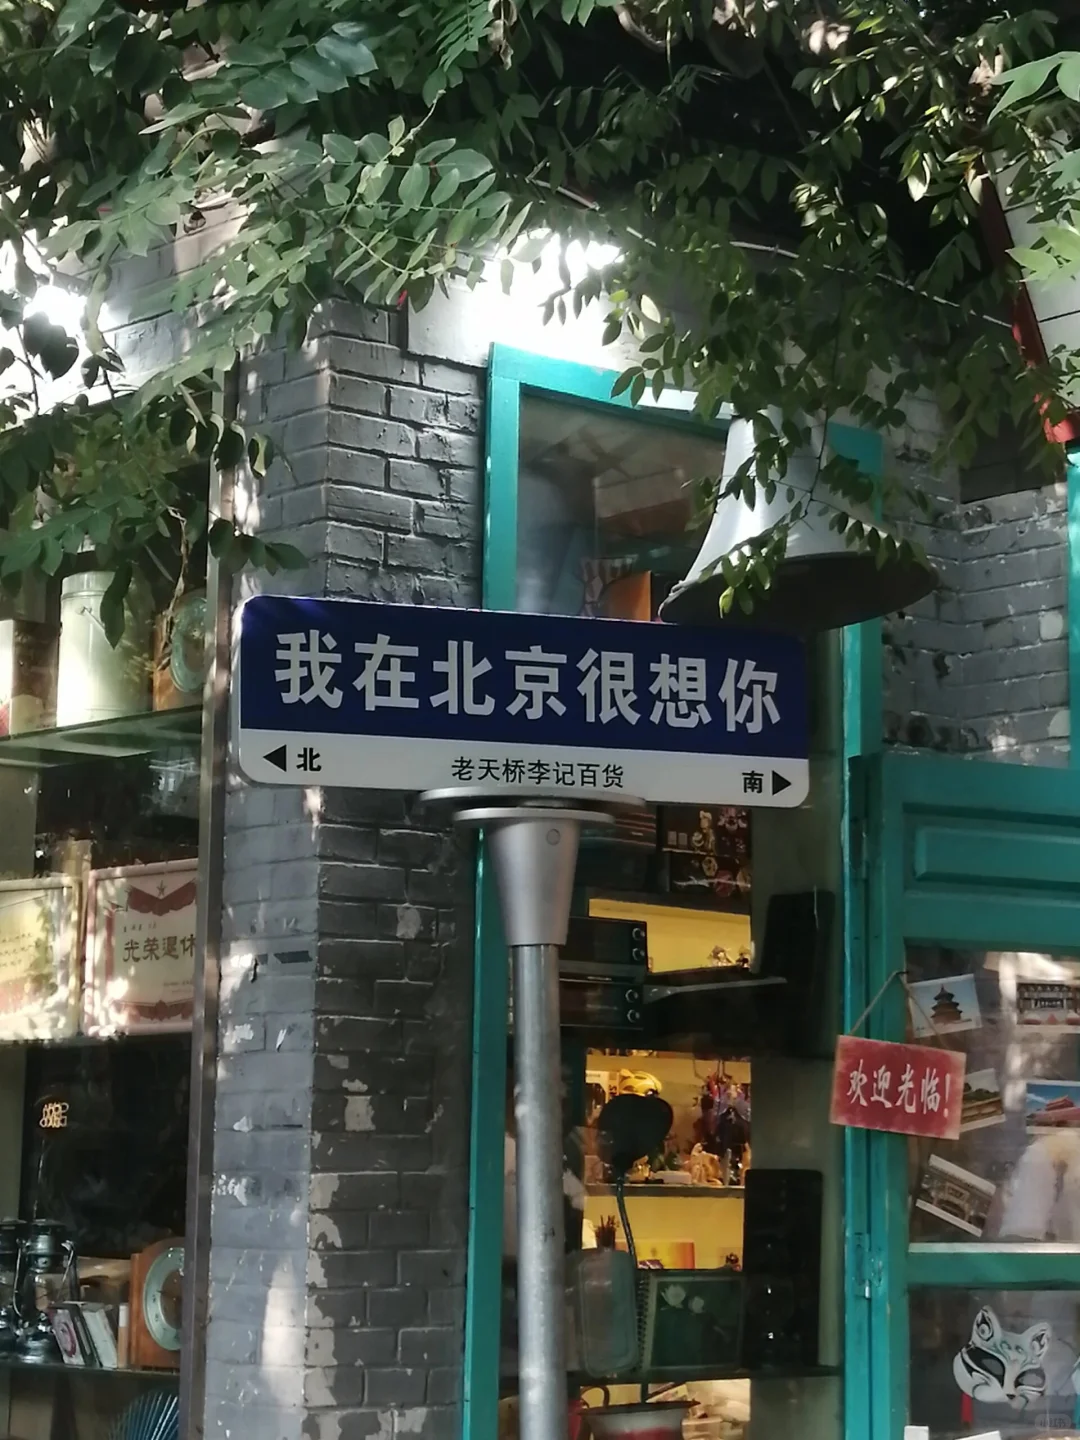 我在北京很想你
北
老天桥李记百货
南
光荣退休
欢迎光临!